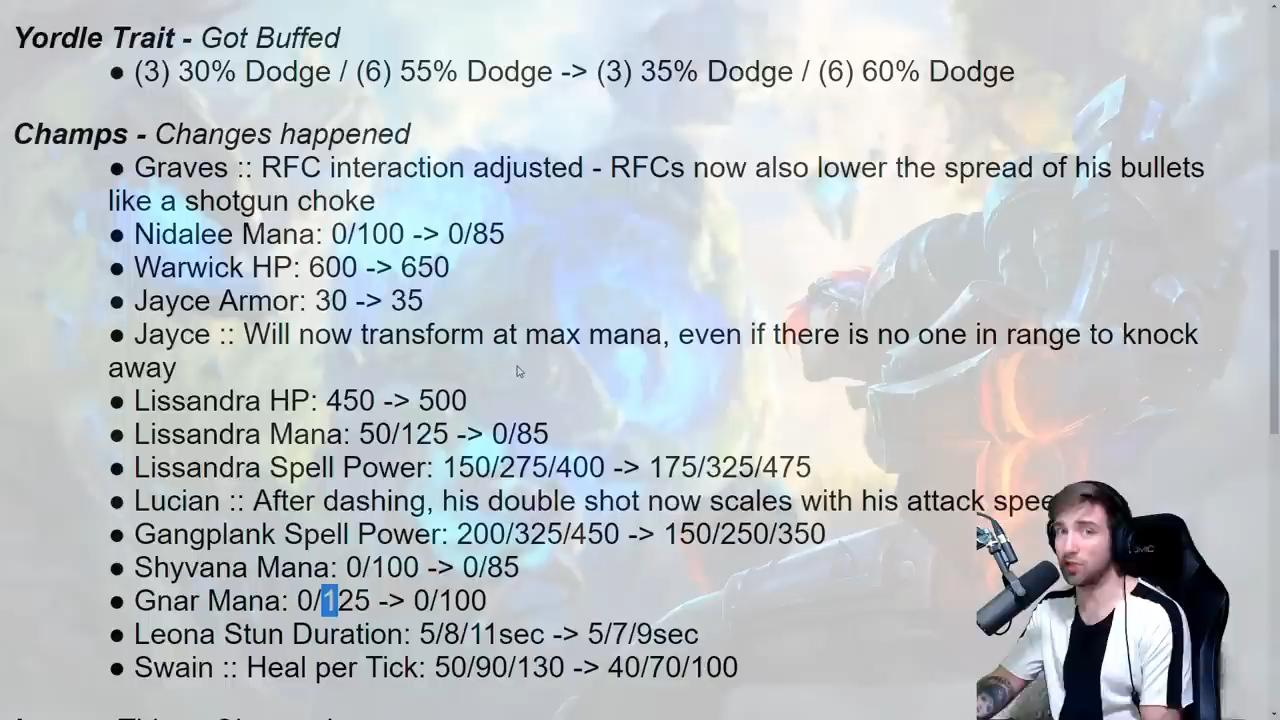 Yordle Trait - Got Buffed
● (3) 30% Dodge / (6) 55% Dodge -> (3) 35% Dodge / (6) 60% Dodge
Champs - Changes happened
● Graves :: RFC interaction adjusted - RFCs now also lower the spread of his bullets
like a shotgun choke
● Nidalee Mana: 0/100 -> 0/85
● Warwick HP: 600 -> 650
● Jayce Armor: 30 -> 35
● Jayce :: Will now transform at max mana, even if there is no one in range to knock
away
● Lissandra HP: 450 -> 500
● Lissandra Mana: 50/125 -> 0/85
● Lissandra Spell Power: 150/275/400 -> 175/325/475
● Lucian :: After dashing, his double shot now scales with his attack spee
● Gangplank Spell Power: 200/325/450 -> 150/250/350
● Shyvana Mana: 0/100 -> 0/85
● Gnar Mana: 0/125 -> 0/100
● Leona Stun Duration: 5/8/11sec -> 5/7/9sec
● Swain :: Heal per Tick: 50/90/130 -> 40/70/100